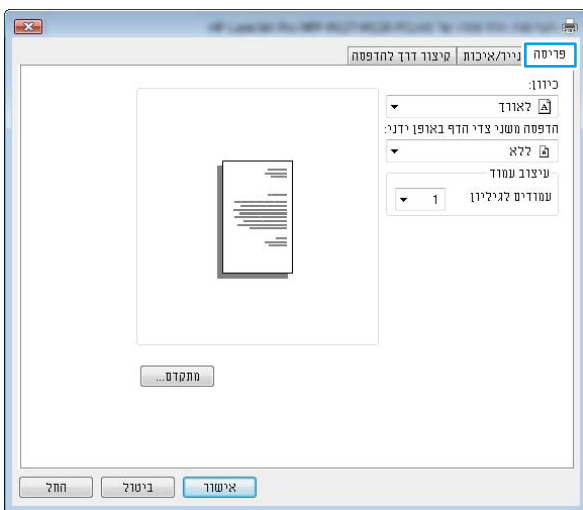 פריסה
נייר/איכות
קיצור דרך להדפסה
כיוון:
לאורך
הדפסה משני צדי הדף באופן ידני:
ללא
עיצוב עמוד
עמודים לגיליון
1
מתקדם...
אישור
ביטול
החל